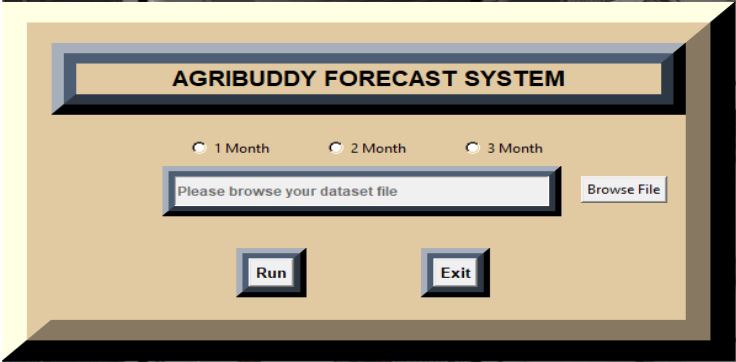 AGRIBUDDY FORECAST SYSTEM
1 Month 2 Month 3 Month
Please browse your dataset file Browse File
Run Exit